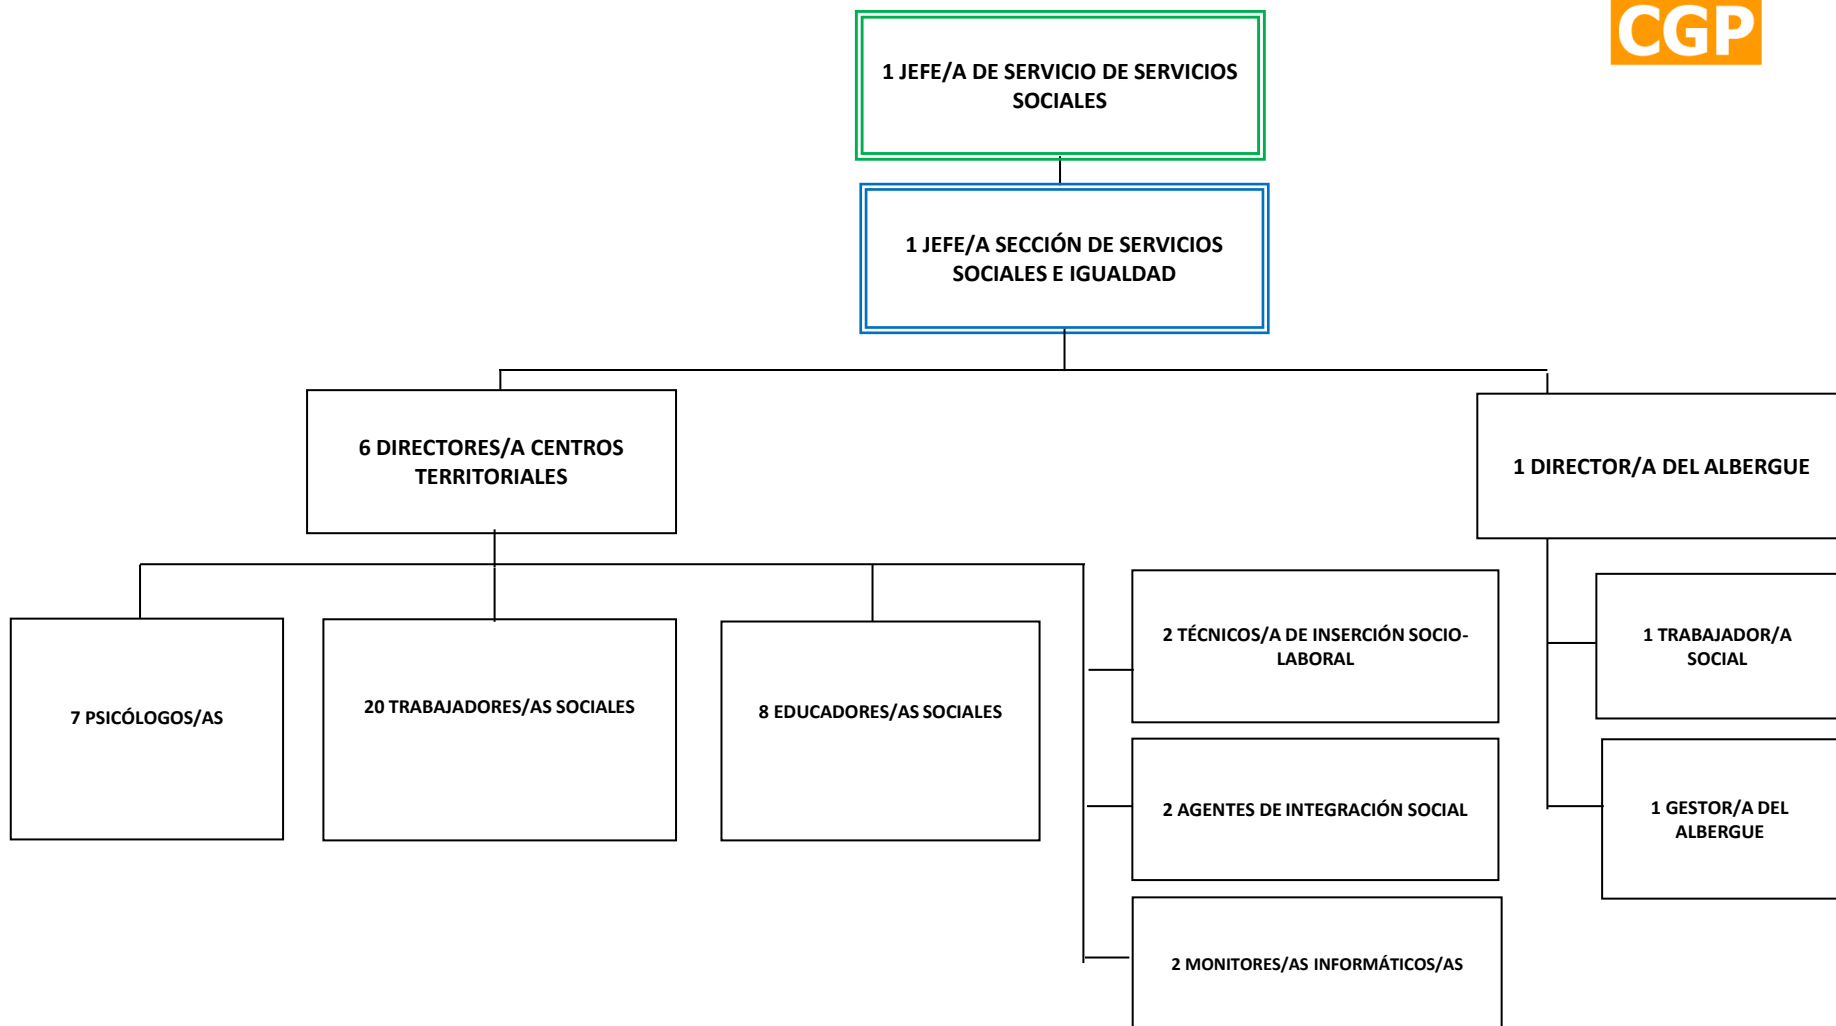 CGP
1 JEFE/A DE SERVICIO DE SERVICIOS
SOCIALES
1 JEFE/A SECCIÓN DE SERVICIOS
SOCIALES E IGUALDAD
6 DIRECTORES/A CENTROS
TERRITORIALES
1 DIRECTOR/A DEL ALBERGUE
7 PSICÓLOGOS/AS
20 TRABAJADORES/AS SOCIALES
8 EDUCADORES/AS SOCIALES
2 TÉCNICOS/A DE INSERCIÓN SOCIO-
LABORAL
2 AGENTES DE INTEGRACIÓN SOCIAL
2 MONITORES/AS INFORMÁTICOS/AS
1 TRABAJADOR/A
SOCIAL
1 GESTOR/A DEL
ALBERGUE